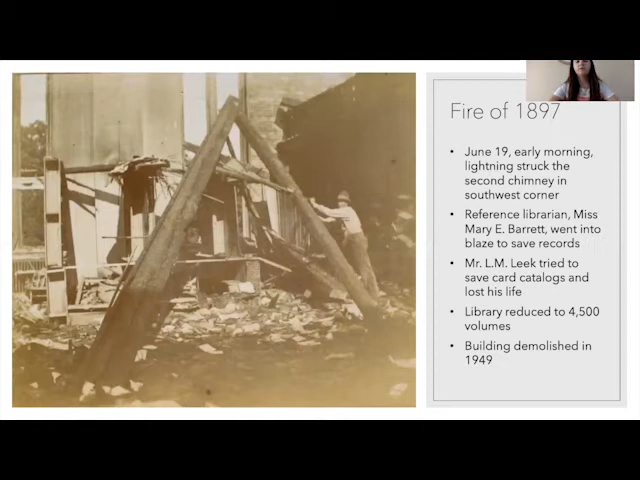 Fire of 1897
• June 19, early morning,
lightning struck the
second chimney in
southwest corner
• Reference librarian, Miss
Mary E. Barrett, went into
blaze to save records
• Mr. L.M. Leek tried to
save card catalogs and
lost his life
• Library reduced to 4,500
volumes
• Building demolished in
1949